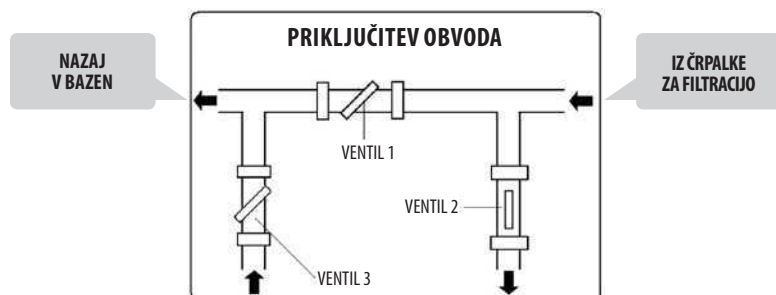 PRIKLJUČITEV OBVODA
NAZAJ
V BAZEN
IZ ČRPALKE
ZA FILTRACIJO
VENTIL 1
VENTIL 2
VENTIL 3